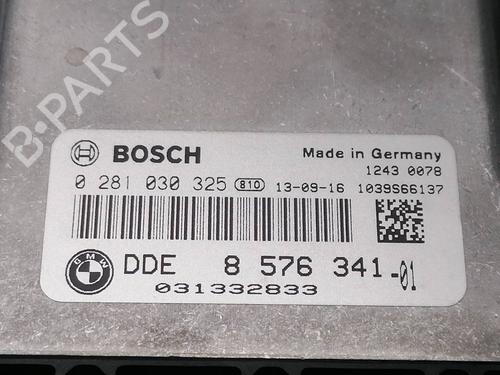 B-PARTS
BOSCH
Made in Germany
1243 0078
0 281 030 325 810 13-09-16 1039S66137
BMW
DDE 8 576 341-01
031332833